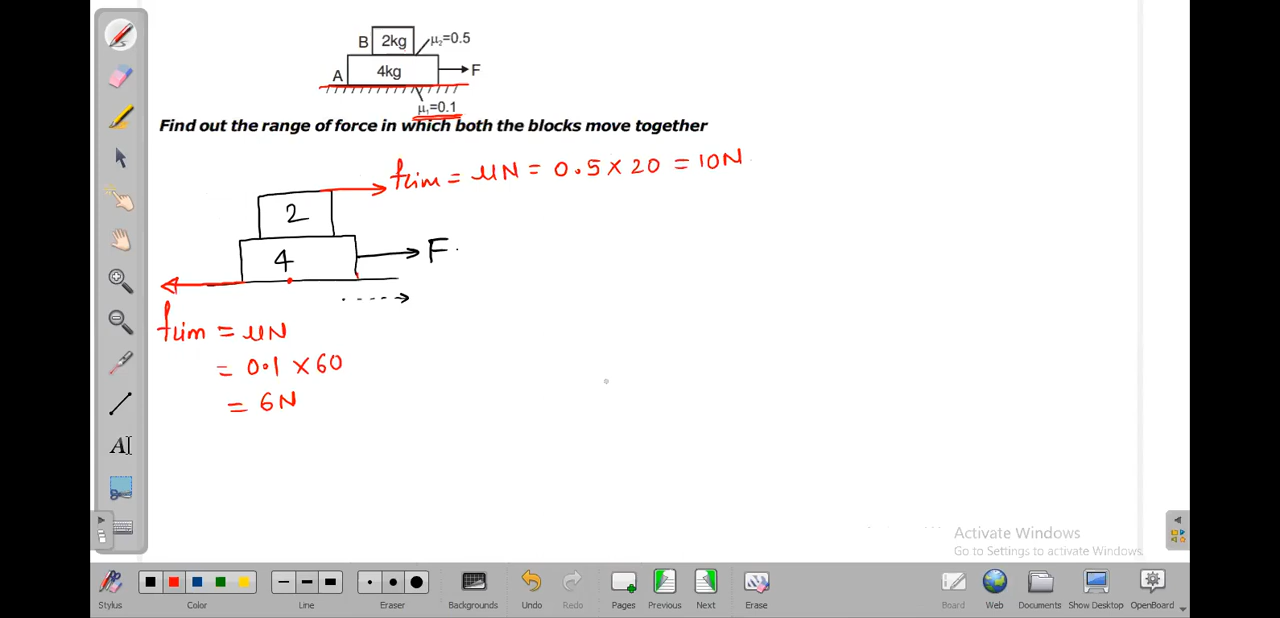 B 2kg μ₂=0.5
A 4kg F
μ₁=0.1
Find out the range of force in which both the blocks move together
flim = μN = 0.5 × 20 = 10N
2
4 F
flim = μN
= 0.1 × 60
= 6N
A
Activate Windows
Go to Settings to activate Windows.
Stylus Color Line Eraser Backgrounds Undo Redo Pages Previous Next Erase Board Web Documents Show Desktop OpenBoard